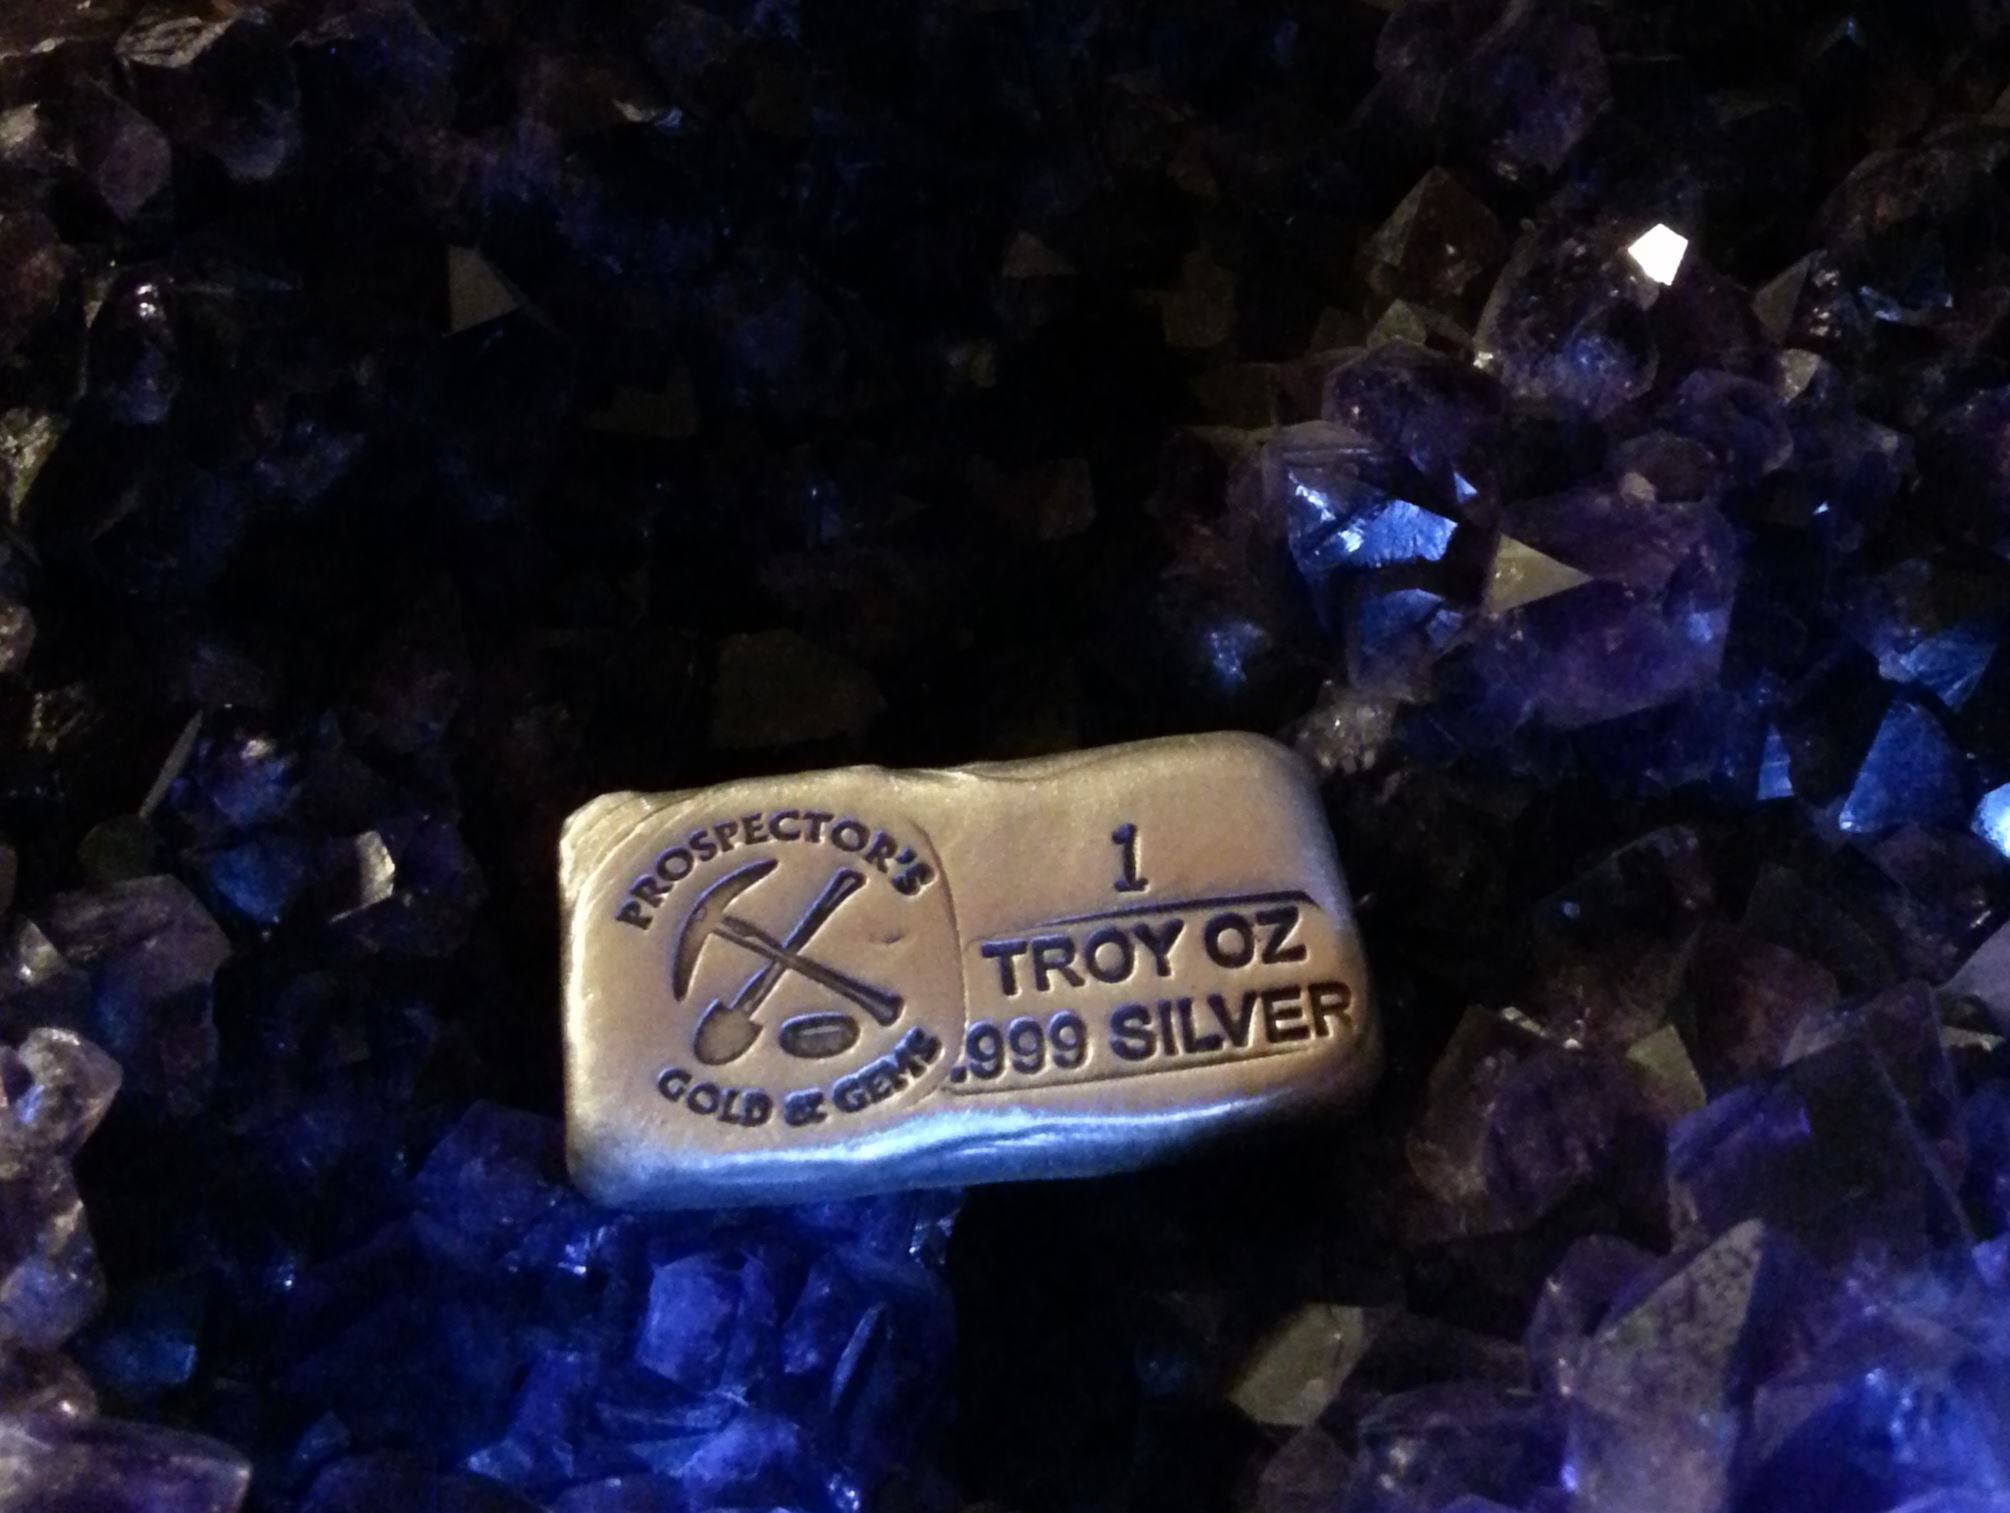 PROSPECTOR'S
GOLD & GEMS
1
TROY OZ
.999 SILVER